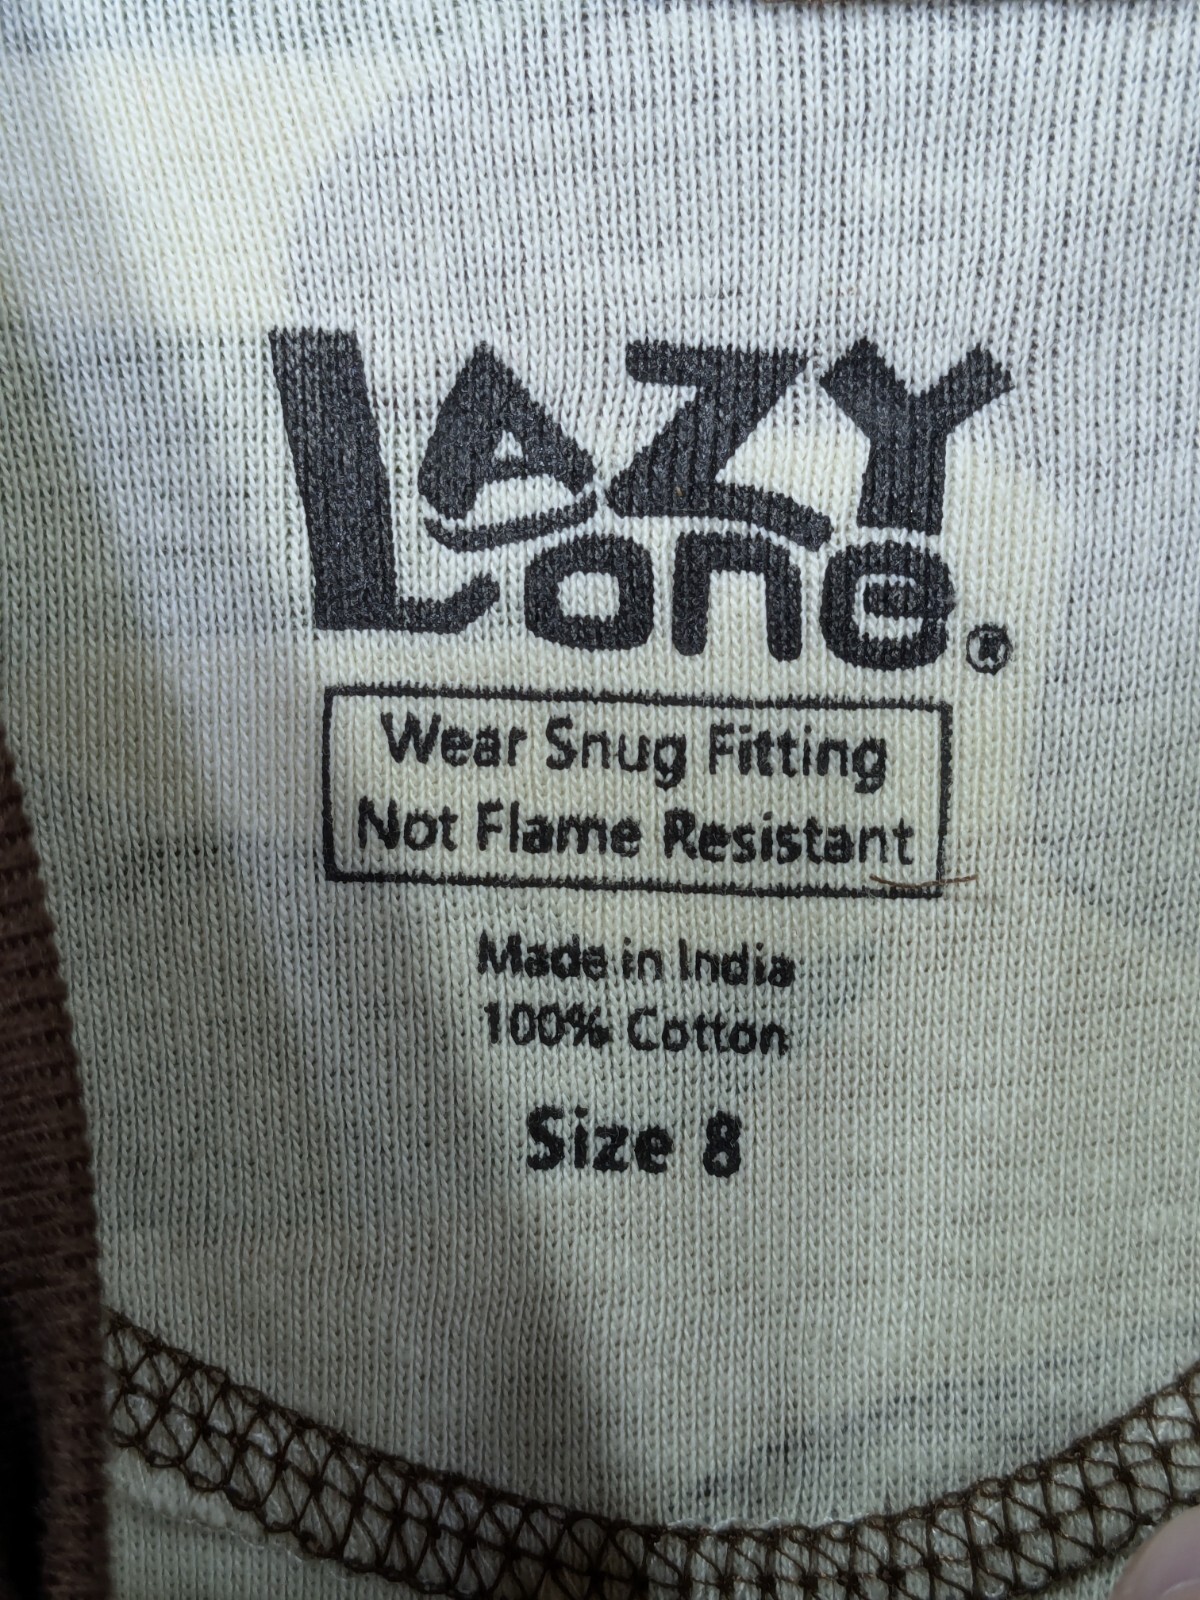 LAZY
one®
Wear Snug Fitting
Not Flame Resistant
Made in India
100% Cotton
Size 8